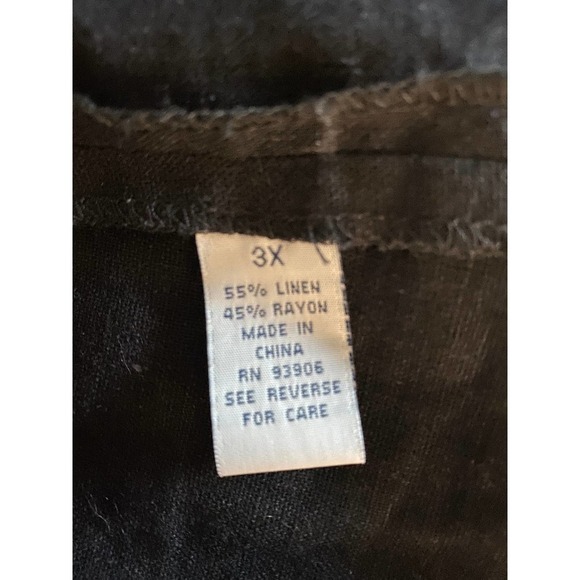 3X
55% LINEN
45% RAYON
MADE IN
CHINA
RN 93906
SEE REVERSE
FOR CARE